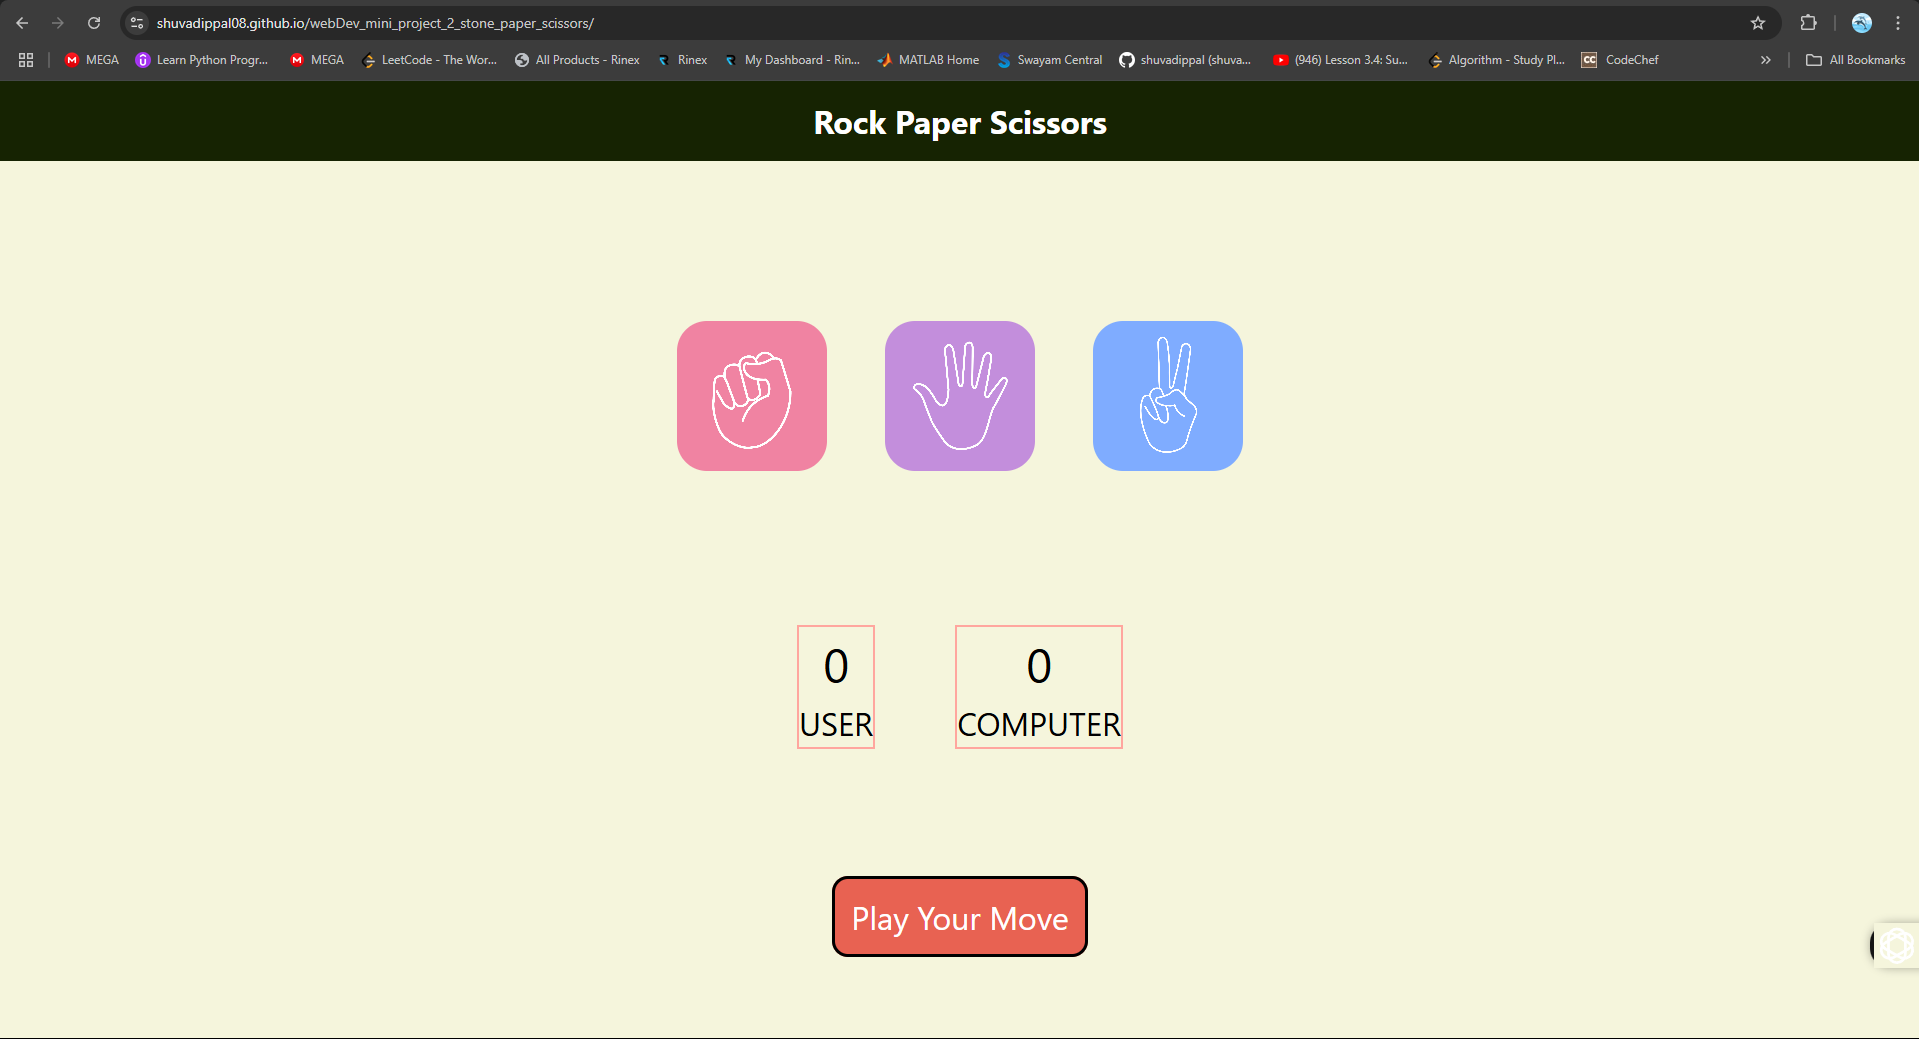 shuvadippal08.github.io/webDev_mini_project_2_stone_paper_scissors/
MEGA Learn Python Progr... MEGA LeetCode - The Wor... All Products - Rinex Rinex My Dashboard - Rin... MATLAB Home Swayam Central shuvadippal (shuva... (946) Lesson 3.4: Su... Algorithm - Study Pl... CC CodeChef All Bookmarks
Rock Paper Scissors
0 0
USER COMPUTER
Play Your Move